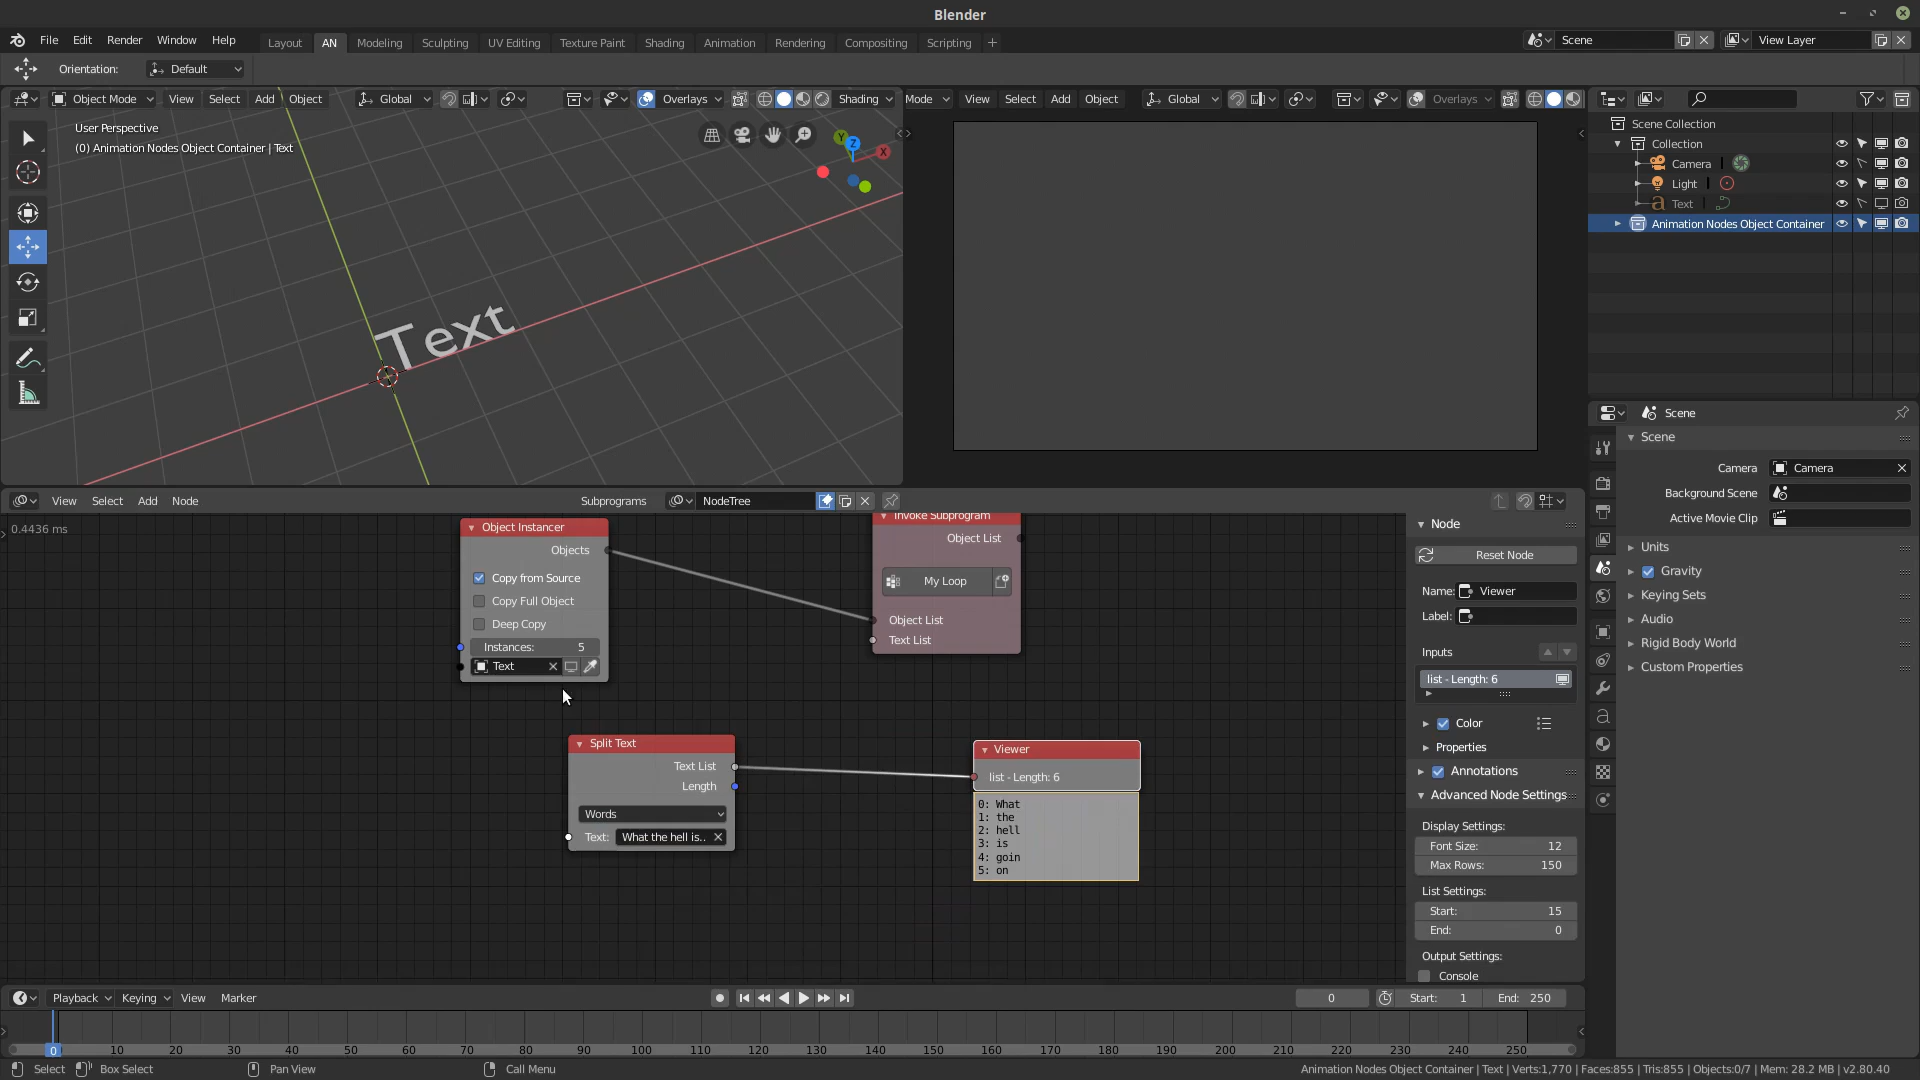 Blender
File Edit Render Window Help
Layout AN Modeling Sculpting UV Editing Texture Paint Shading Animation Rendering Compositing Scripting +
Scene
View Layer
Orientation: Default
Object Mode View Select Add Object Global Overlays Shading
Mode View Select Add Object Global Overlays
User Perspective
(0) Animation Nodes Object Container | Text
Y
Z
X
Text
Scene Collection
Collection
Camera
Light
Text
Animation Nodes Object Container
Scene
Scene
Camera Camera
Background Scene
Active Movie Clip
Units
Gravity
Keying Sets
Audio
Rigid Body World
Custom Properties
View Select Add Node Subprograms NodeTree
0.4436 ms
Object Instancer
Objects
Copy from Source
Copy Full Object
Deep Copy
Instances: 5
Text
Invoke Subprogram
Object List
My Loop
Object List
Text List
Split Text
Text List
Length
Words
Text: What the hell is..
Viewer
list - Length: 6
0: What
1: the
2: hell
3: is
4: goin
5: on
Node
Reset Node
Name: Viewer
Label:
Inputs
list - Length: 6
Color
Properties
Annotations
Advanced Node Settings
Display Settings:
Font Size: 12
Max Rows: 150
List Settings:
Start: 15
End: 0
Output Settings:
Console
Playback Keying View Marker
0 Start: 1 End: 250
0 10 20 30 40 50 60 70 80 90 100 110 120 130 140 150 160 170 180 190 200 210 220 230 240 250
Select Box Select Pan View Call Menu
Animation Nodes Object Container | Text | Verts:1,770 | Faces:855 | Tris:855 | Objects:0/7 | Mem: 28.2 MB | v2.80.40